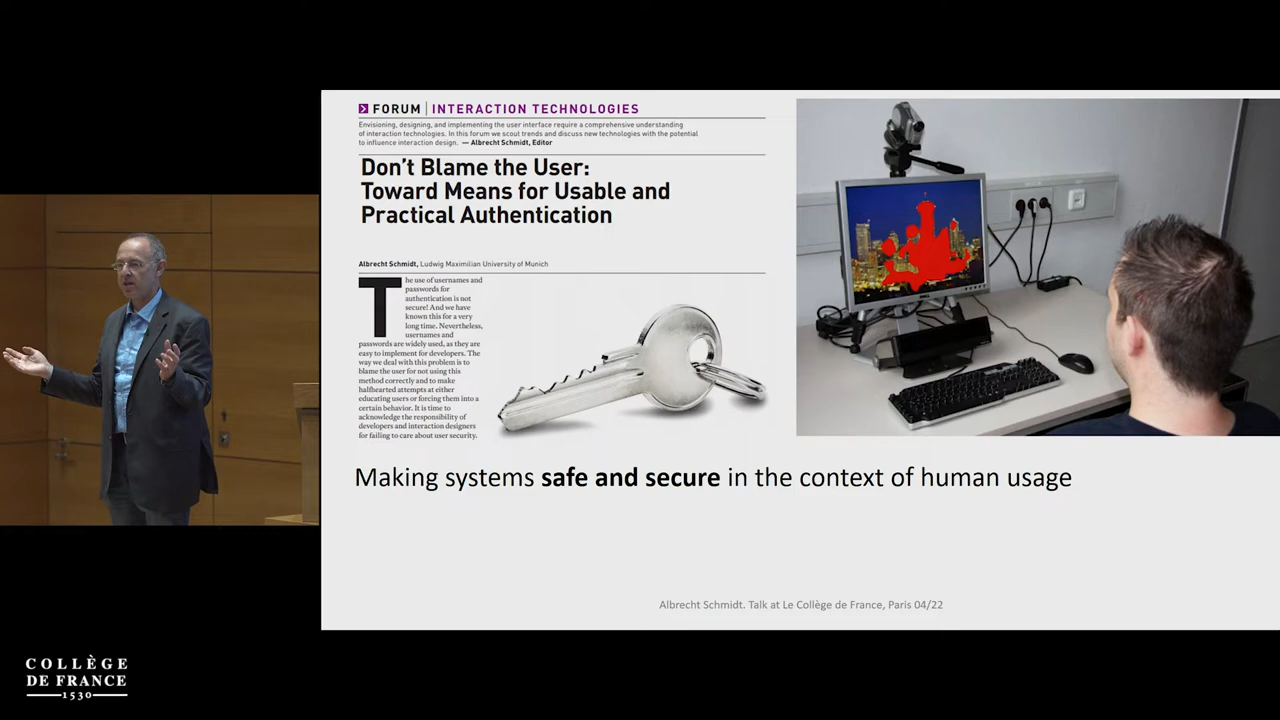 FORUM | INTERACTION TECHNOLOGIES
Envisioning, designing, and implementing the user interface require a comprehensive understanding
of interaction technologies. In this forum we scout trends and discuss new technologies with the potential
to influence interaction design. — Albrecht Schmidt, Editor
Don't Blame the User:
Toward Means for Usable and
Practical Authentication
Albrecht Schmidt, Ludwig Maximilian University of Munich
The use of usernames and
passwords for
authentication is not
secure! And we have
known this for a very
long time. Nevertheless,
usernames and
passwords are widely used, as they are
easy to implement for developers. The
way we deal with this problem is to
blame the user for not using this
method correctly and to make
halfhearted attempts at either
educating users or forcing them into a
certain behavior. It is time to
acknowledge the responsibility of
developers and interaction designers
for failing to care about user security.
Making systems safe and secure in the context of human usage
Albrecht Schmidt. Talk at Le Collège de France, Paris 04/22
COLLÈGE
DE FRANCE
1530